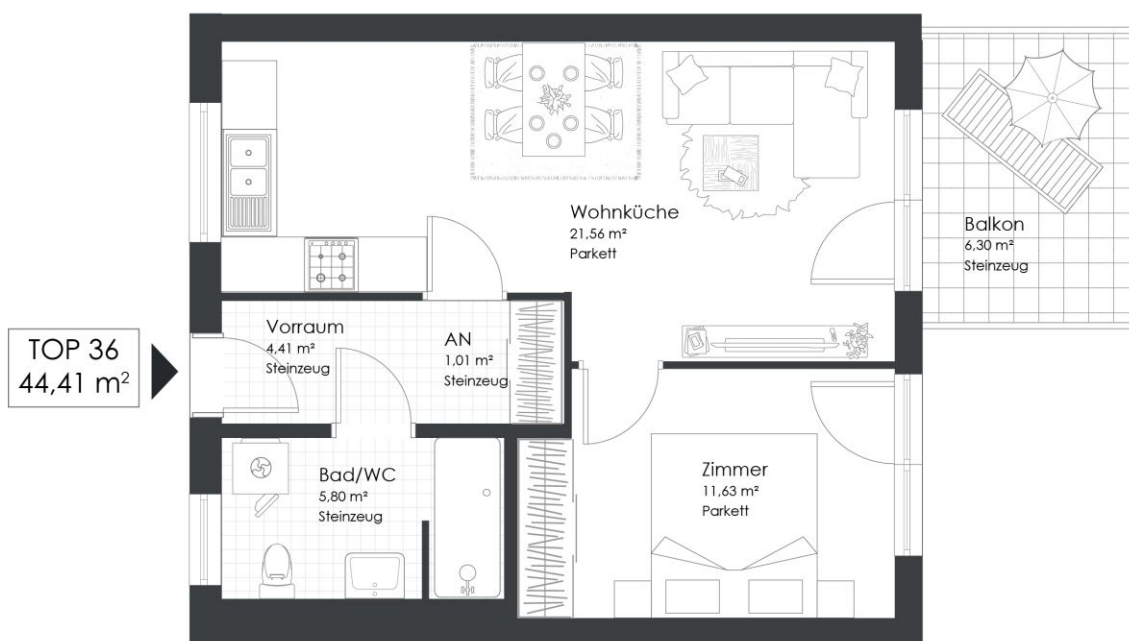 Wohnküche
21,56 m²
Parkett
Balkon
6,30 m²
Steinzeug
TOP 36
44,41 m²
Vorraum
4,41 m²
Steinzeug
AN
1,01 m²
Steinzeug
Bad/WC
5,80 m²
Steinzeug
Zimmer
11,63 m²
Parkett